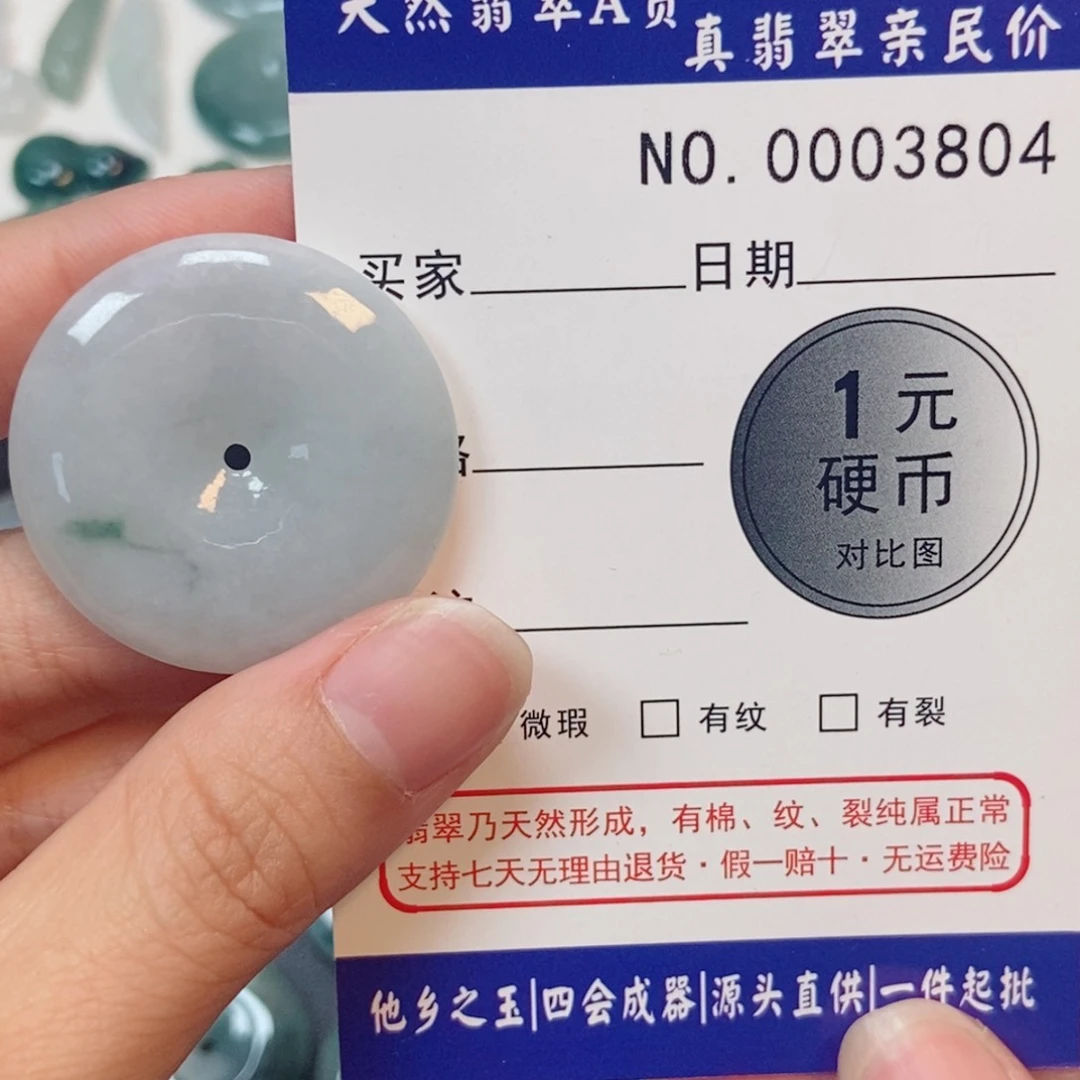 天然翡翠A货
真翡翠亲民价
NO. 0003804
买家 日期
1元
硬币
对比图
微瑕 有纹 有裂
翡翠乃天然形成，有棉、纹、裂纯属正常
支持七天无理由退货·假一赔十·无运费险
他乡之玉|四会成器|源头直供|一件起批